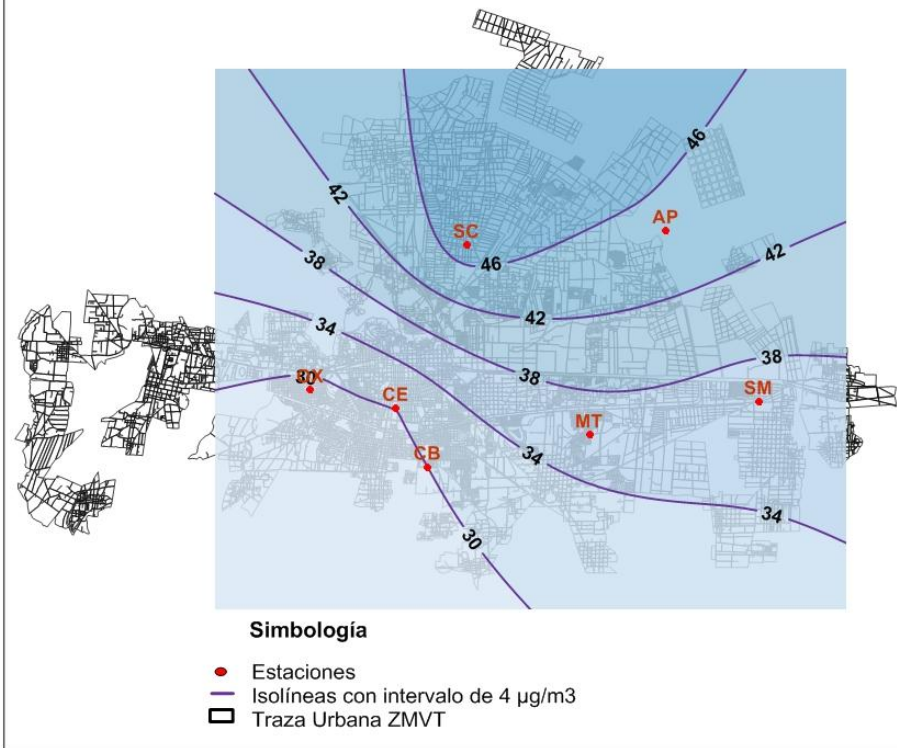 46
42
SC
AP
46
42
38
42
34
38
38
30
CE
SM
MT
CB
34
34
30
Simbología
Estaciones
Isolíneas con intervalo de 4 µg/m3
Traza Urbana ZMVT